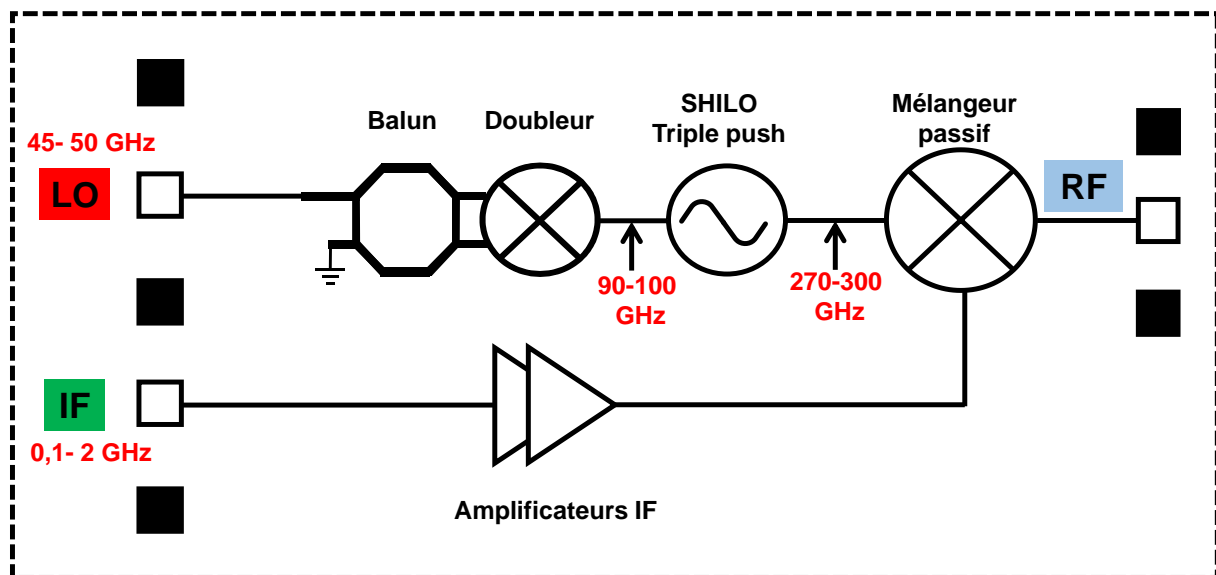 SHILO
Triple push
Mélangeur
passif
Balun
Doubleur
45- 50 GHz
LO
RF
90-100
GHz
270-300
GHz
IF
0,1- 2 GHz
Amplificateurs IF